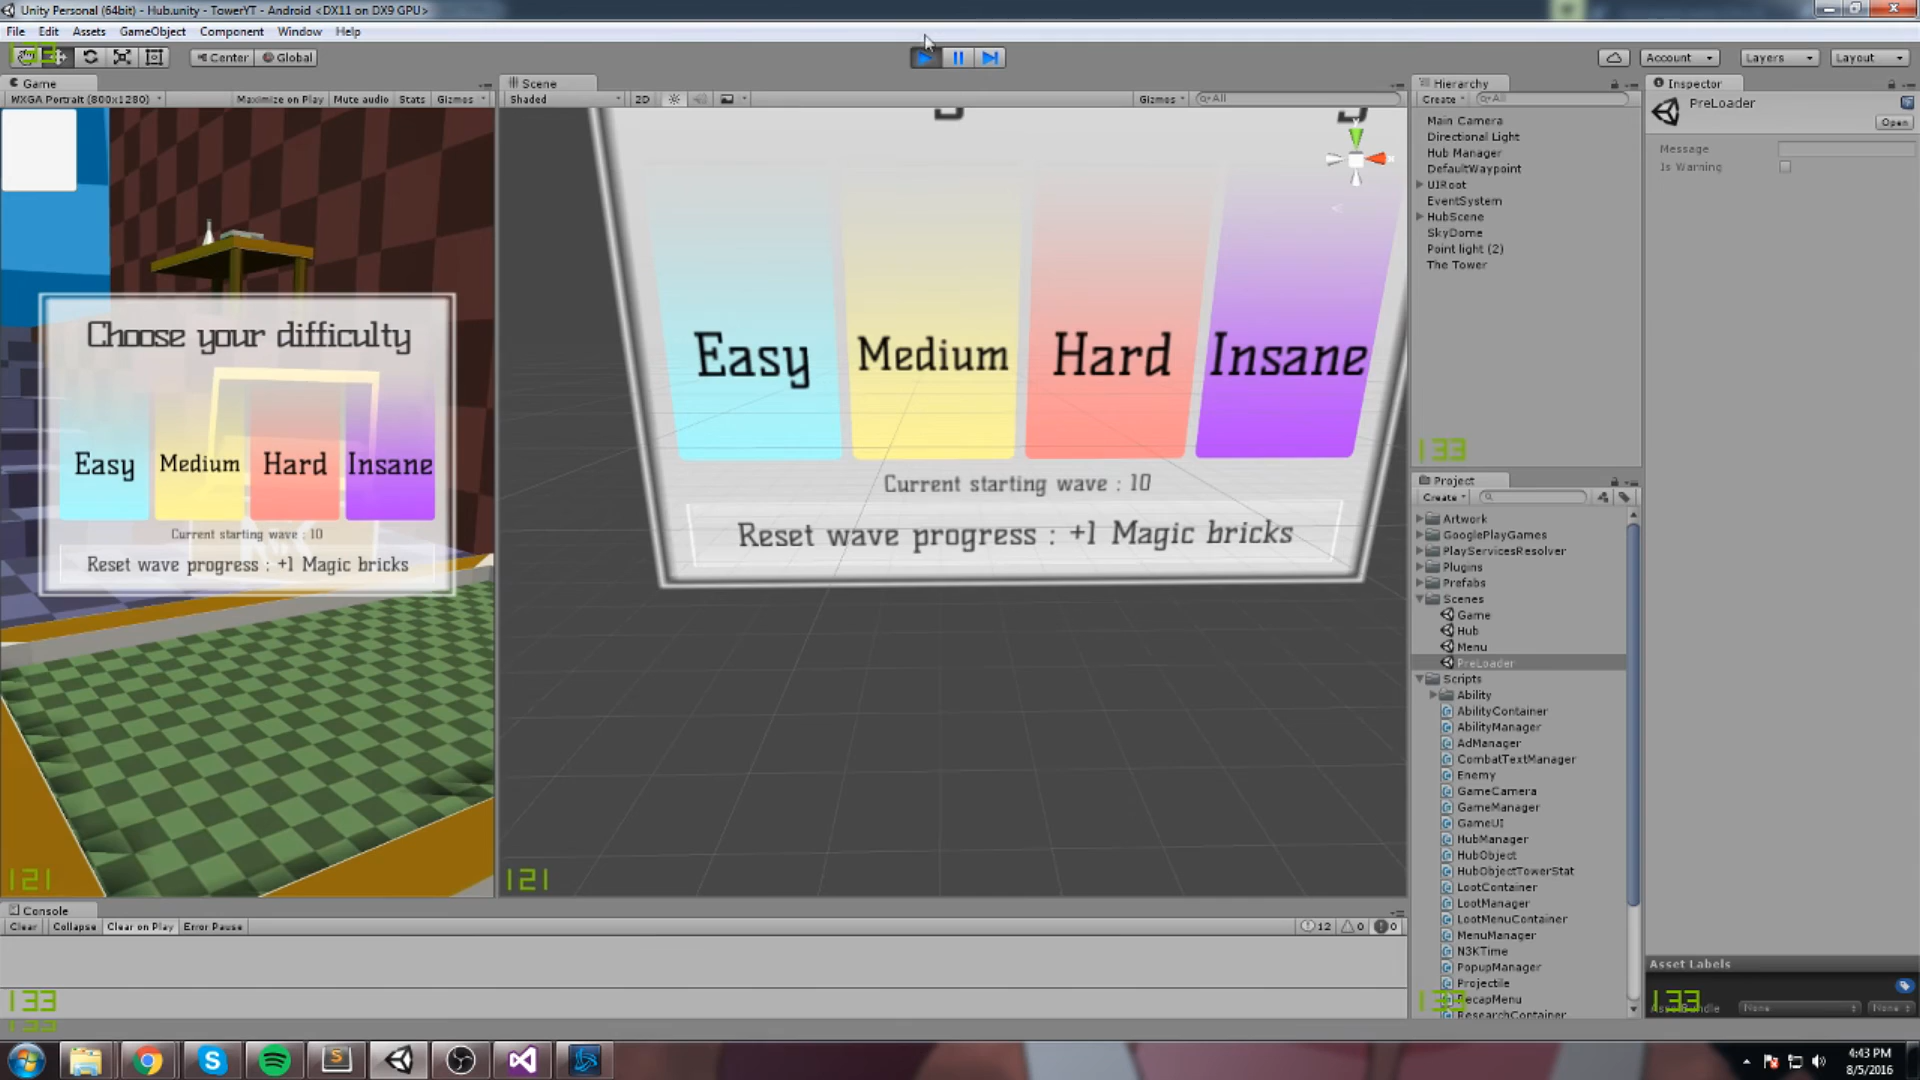 Unity Personal (64bit) - Hub.unity - TowerYT - Android <DX11 on DX9 GPU>
File Edit Assets GameObject Component Window Help
Center Global Account Layers Layout
Game
WXGA Portrait (800x1280) Maximize on Play Mute audio Stats Gizmos
Choose your difficulty
Easy Medium Hard Insane
Current starting wave : 10
Reset wave progress : +1 Magic bricks
121
Scene
Shaded 2D Gizmos All
Easy Medium Hard Insane
Current starting wave : 10
Reset wave progress : +1 Magic bricks
121
Console
Clear Collapse Clear on Play Error Pause 12 0 0
133
133
Hierarchy
Create All
Main Camera
Directional Light
Hub Manager
DefaultWaypoint
UIRoot
EventSystem
HubScene
SkyDome
Point light (2)
The Tower
133
Project
Create
Artwork
GooglePlayGames
PlayServicesResolver
Plugins
Prefabs
Scenes
Game
Hub
Menu
PreLoader
Scripts
Ability
AbilityContainer
AbilityManager
AdManager
CombatTextManager
Enemy
GameCamera
GameManager
GameUI
HubManager
HubObject
HubObjectTowerStat
LootContainer
LootManager
LootMenuContainer
MenuManager
N3KTime
PopupManager
Projectile
RecapMenu
ResearchContainer
Inspector
PreLoader
Open
Message
Is Warning
Asset Labels
133
None None
4:43 PM
8/5/2016